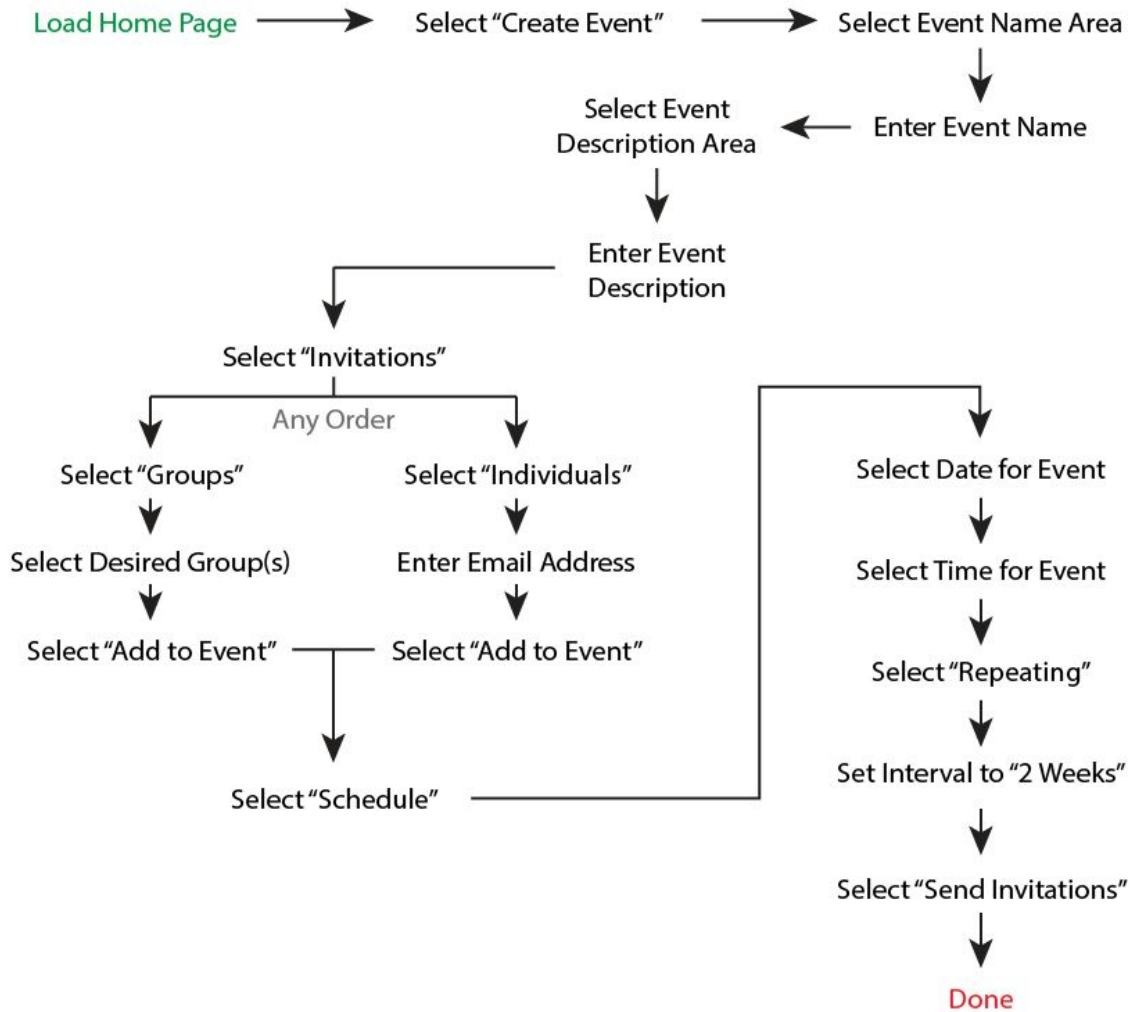 Load Home Page
Select “Create Event”
Select Event Name Area
Enter Event Name
Select Event
Description Area
Enter Event
Description
Select “Invitations”
Any Order
Select “Groups”
Select Desired Group(s)
Select “Add to Event”
Select “Individuals”
Enter Email Address
Select “Add to Event”
Select “Schedule”
Select Date for Event
Select Time for Event
Select “Repeating”
Set Interval to “2 Weeks”
Select “Send Invitations”
Done